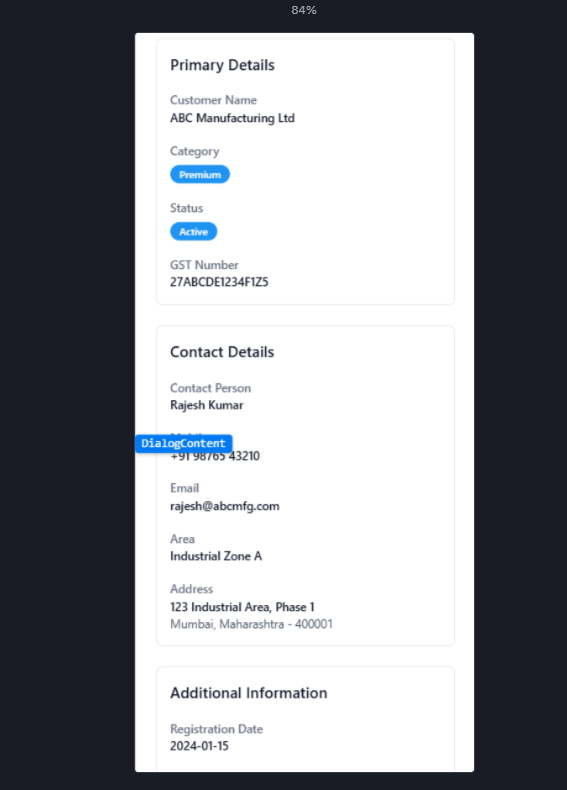 84%
Primary Details
Customer Name
ABC Manufacturing Ltd
Category
Premium
Status
Active
GST Number
27ABCDE1234F1Z5
Contact Details
Contact Person
Rajesh Kumar
DialogContent
+91 98765 43210
Email
rajesh@abcmfg.com
Area
Industrial Zone A
Address
123 Industrial Area, Phase 1
Mumbai, Maharashtra - 400001
Additional Information
Registration Date
2024-01-15